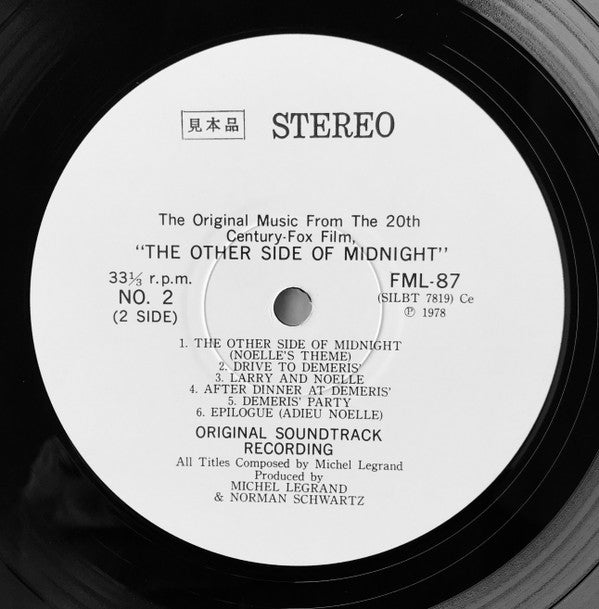 見本品 STEREO
The Original Music From The 20th
Century-Fox Film,
"THE OTHER SIDE OF MIDNIGHT"
33⅓ r.p.m.
NO. 2
(2 SIDE)
FML-87
(SILBT 7819) Ce
Ⓟ 1978
1. THE OTHER SIDE OF MIDNIGHT
(NOELLE'S THEME)
2. DRIVE TO DEMERIS'
3. LARRY AND NOELLE
4. AFTER DINNER AT DEMERIS'
5. DEMERIS' PARTY
6. EPILOGUE (ADIEU NOELLE)
ORIGINAL SOUNDTRACK
RECORDING
All Titles Composed by Michel Legrand
Produced by
MICHEL LEGRAND
& NORMAN SCHWARTZ